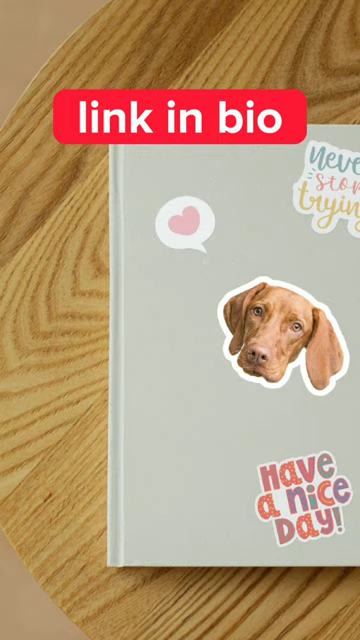 link in bio
Never
stop
trying
Have
a nice
Day!